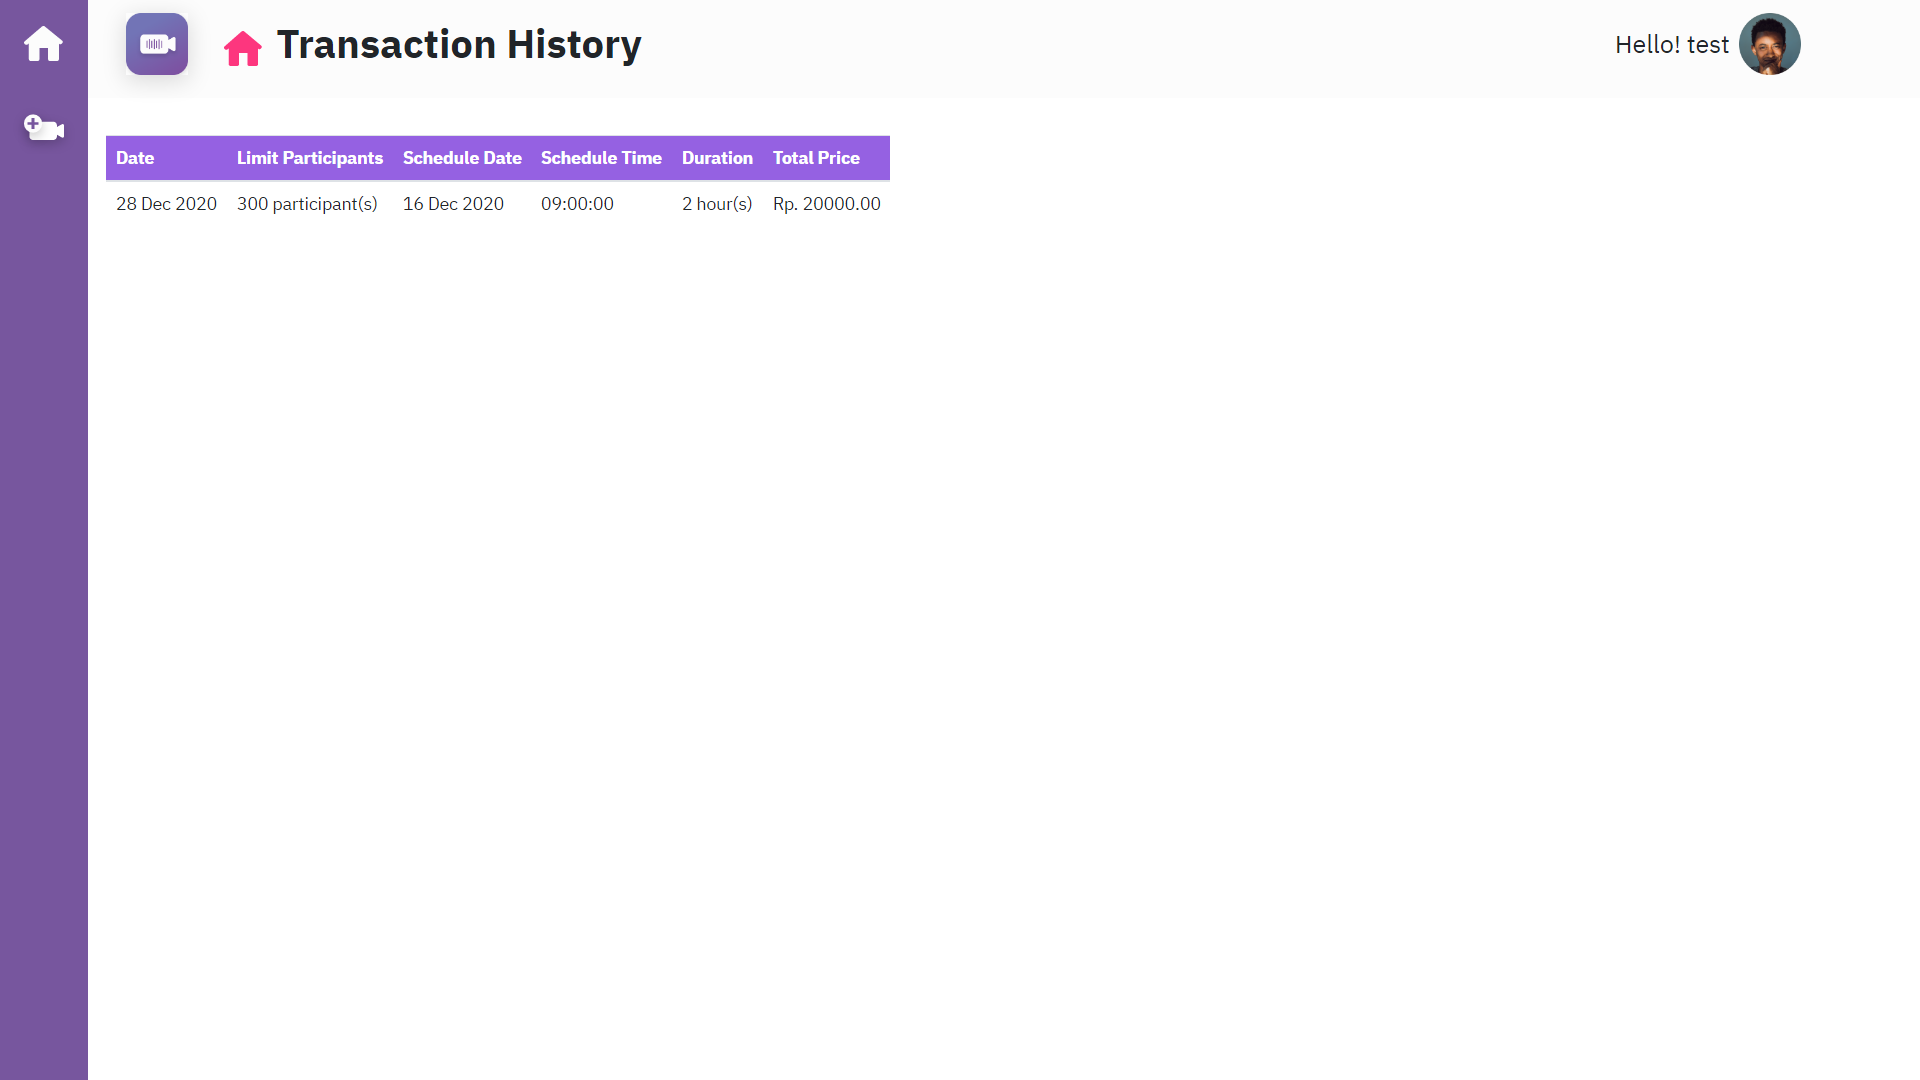 Transaction History
Hello! test
Date Limit Participants Schedule Date Schedule Time Duration Total Price
28 Dec 2020 300 participant(s) 16 Dec 2020 09:00:00 2 hour(s) Rp. 20000.00